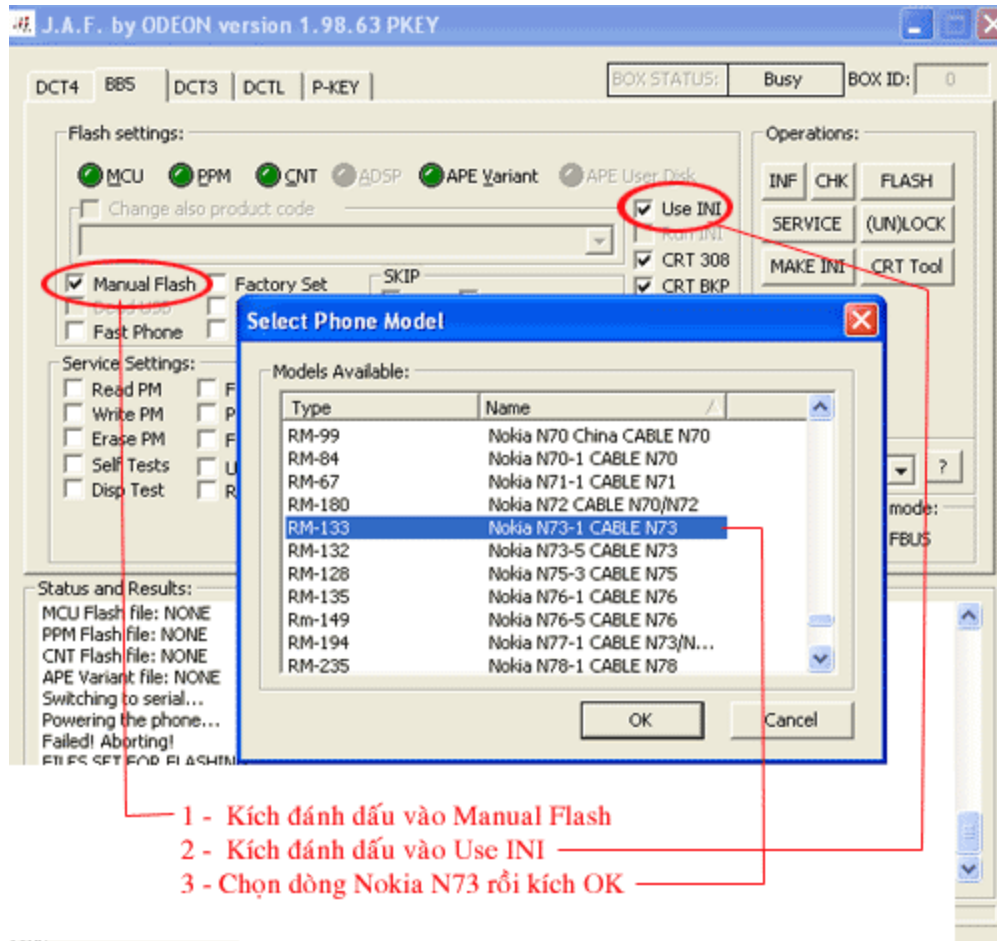 J.A.F. by ODEON version 1.98.63 PKEY
DCT4 BB5 DCT3 DCTL P-KEY
BOX STATUS: Busy BOX ID: 0
Flash settings:
MCU PPM CNT ADSP APE Variant APE User Disk
Change also product code
Use INI
Run INI
CRT 308
CRT BKP
Manual Flash Factory Set SKIP
Dead USB
Fast Phone
Operations:
INF CHK FLASH
SERVICE (UN)LOCK
MAKE INI CRT Tool
Service Settings:
Read PM F
Write PM P
Erase PM F
Self Tests U
Disp Test R
?
mode:
FBUS
Select Phone Model
Models Available:
Type Name
RM-99 Nokia N70 China CABLE N70
RM-84 Nokia N70-1 CABLE N70
RM-67 Nokia N71-1 CABLE N71
RM-180 Nokia N72 CABLE N70/N72
RM-133 Nokia N73-1 CABLE N73
RM-132 Nokia N73-5 CABLE N73
RM-128 Nokia N75-3 CABLE N75
RM-135 Nokia N76-1 CABLE N76
Rm-149 Nokia N76-5 CABLE N76
RM-194 Nokia N77-1 CABLE N73/N...
RM-235 Nokia N78-1 CABLE N78
OK Cancel
Status and Results:
MCU Flash file: NONE
PPM Flash file: NONE
CNT Flash file: NONE
APE Variant file: NONE
Switching to serial...
Powering the phone...
Failed! Aborting!
FILES SET FOR FLASHING
1 - Kích đánh dấu vào Manual Flash
2 - Kích đánh dấu vào Use INI
3 - Chọn dòng Nokia N73 rồi kích OK